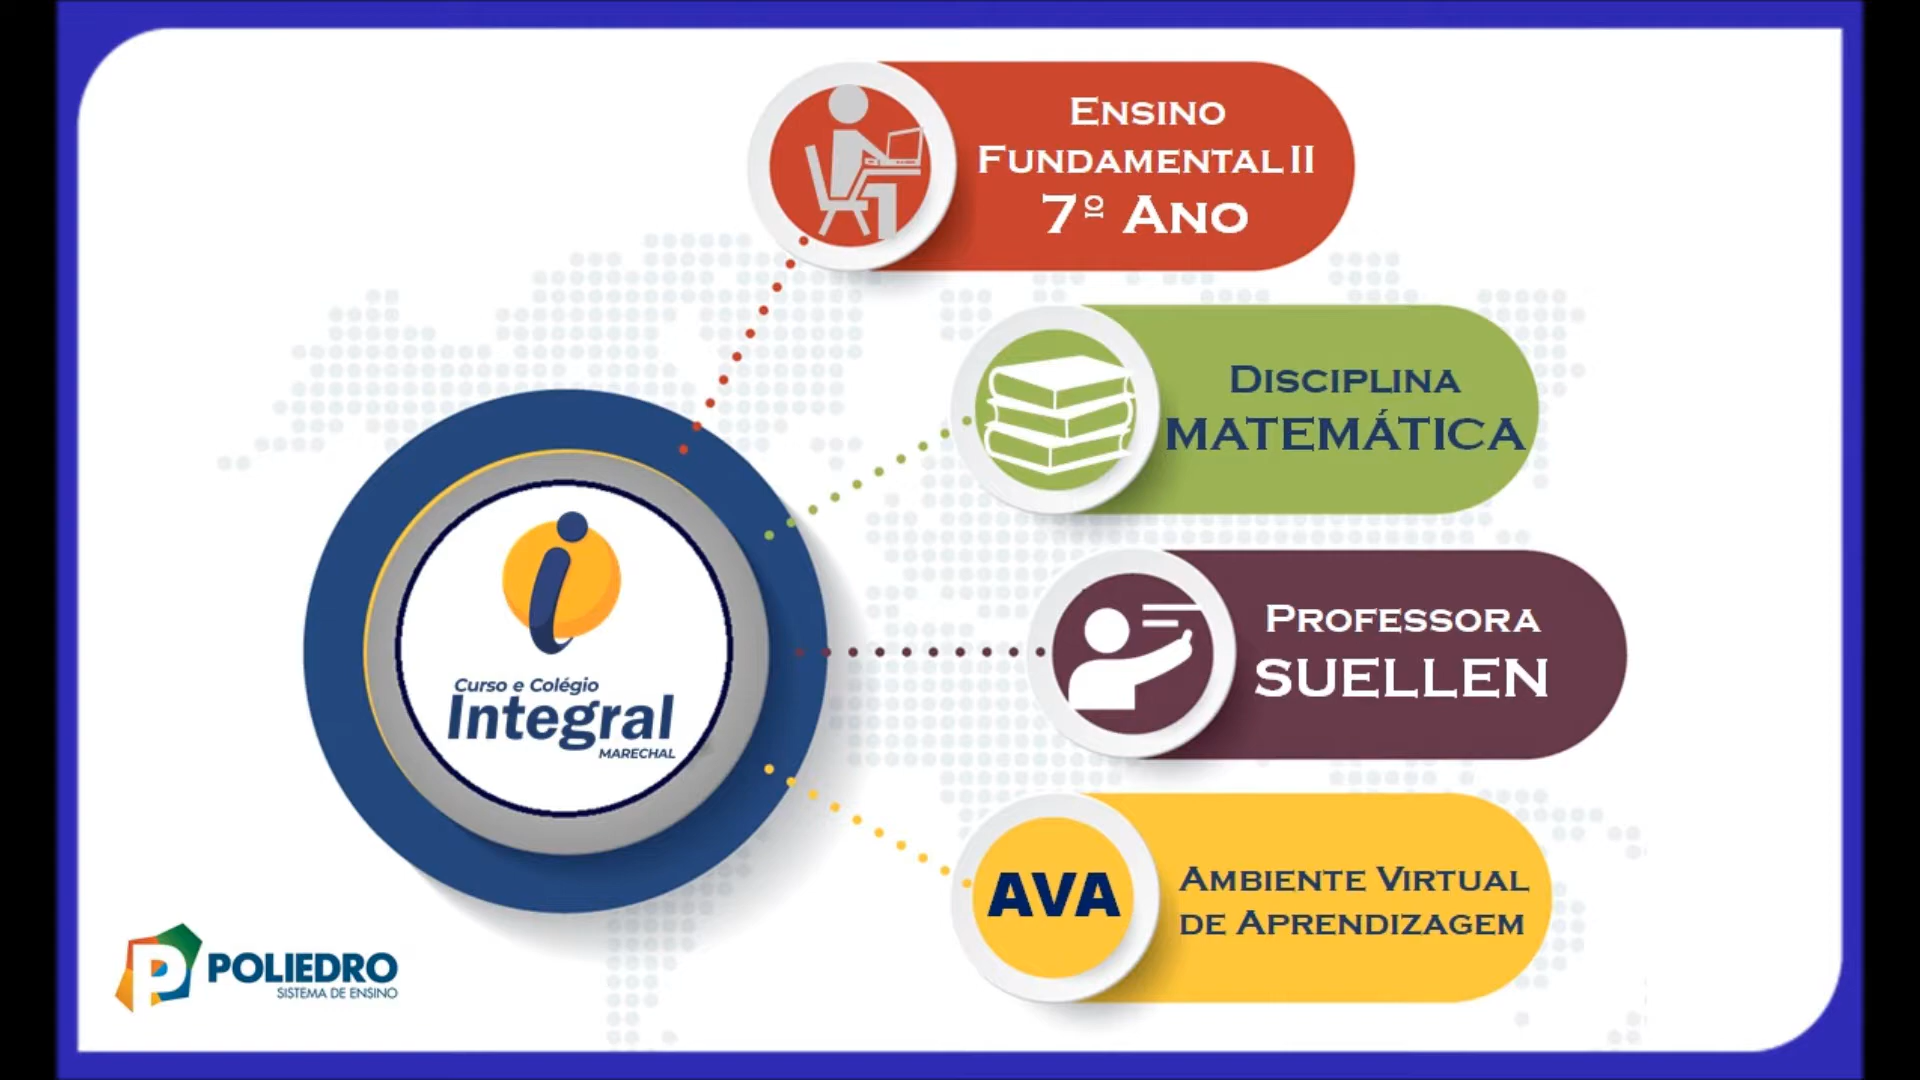 Ensino
Fundamental II
7º Ano
Disciplina
MATEMÁTICA
Professora
SUELLEN
AVA
Ambiente Virtual
de Aprendizagem
Curso e Colégio
Integral
MARECHAL
POLIEDRO
SISTEMA DE ENSINO